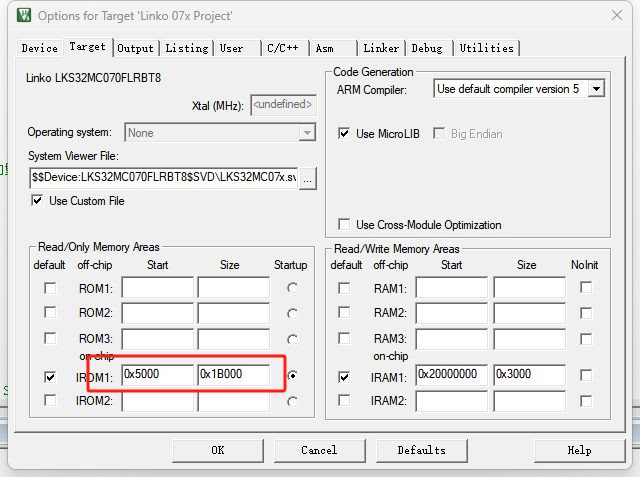 Options for Target 'Linko 07x Project'
Device Target Output Listing User C/C++ Asm Linker Debug Utilities
Linko LKS32MC070FLRBT8
Xtal (MHz): <undefined>
Operating system: None
System Viewer File:
$$Device:LKS32MC070FLRBT8$SVD\LKS32MC07x.sv ...
Use Custom File
Code Generation
ARM Compiler: Use default compiler version 5
Use MicroLIB Big Endian
Use Cross-Module Optimization
Read/Only Memory Areas
default off-chip Start Size Startup
ROM1:
ROM2:
ROM3:
on-chip
IROM1: 0x5000 0x1B000
IROM2:
Read/Write Memory Areas
default off-chip Start Size NoInit
RAM1:
RAM2:
RAM3:
on-chip
IRAM1: 0x20000000 0x3000
IRAM2:
OK Cancel Defaults Help